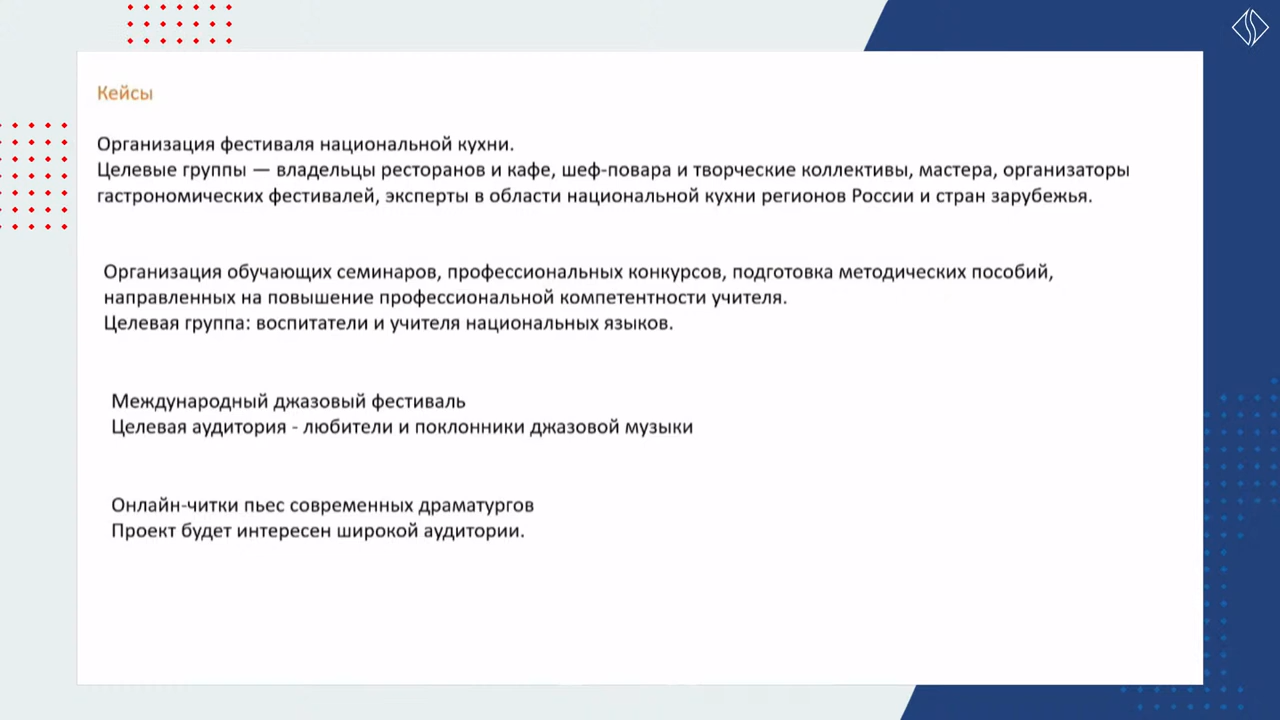 Кейсы
Организация фестиваля национальной кухни.
Целевые группы — владельцы ресторанов и кафе, шеф-повара и творческие коллективы, мастера, организаторы
гастрономических фестивалей, эксперты в области национальной кухни регионов России и стран зарубежья.
Организация обучающих семинаров, профессиональных конкурсов, подготовка методических пособий,
направленных на повышение профессиональной компетентности учителя.
Целевая группа: воспитатели и учителя национальных языков.
Международный джазовый фестиваль
Целевая аудитория - любители и поклонники джазовой музыки
Онлайн-читки пьес современных драматургов
Проект будет интересен широкой аудитории.